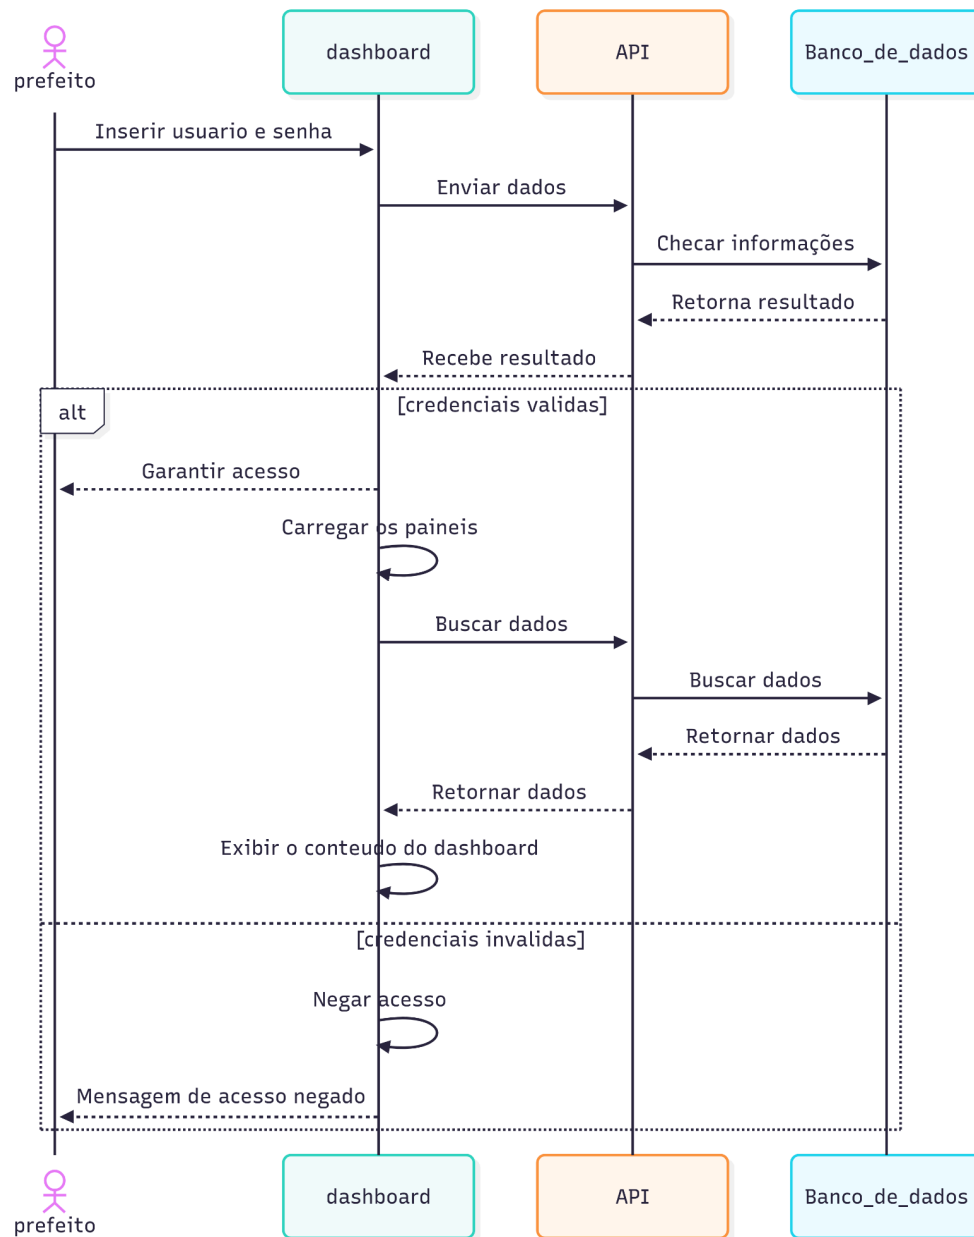 prefeito
dashboard
API
Banco_de_dados
Inserir usuario e senha
Enviar dados
Checar informações
Retorna resultado
Recebe resultado
alt
[credenciais validas]
Garantir acesso
Carregar os paineis
Buscar dados
Buscar dados
Retornar dados
Retornar dados
Exibir o conteudo do dashboard
[credenciais invalidas]
Negar acesso
Mensagem de acesso negado
prefeito
dashboard
API
Banco_de_dados